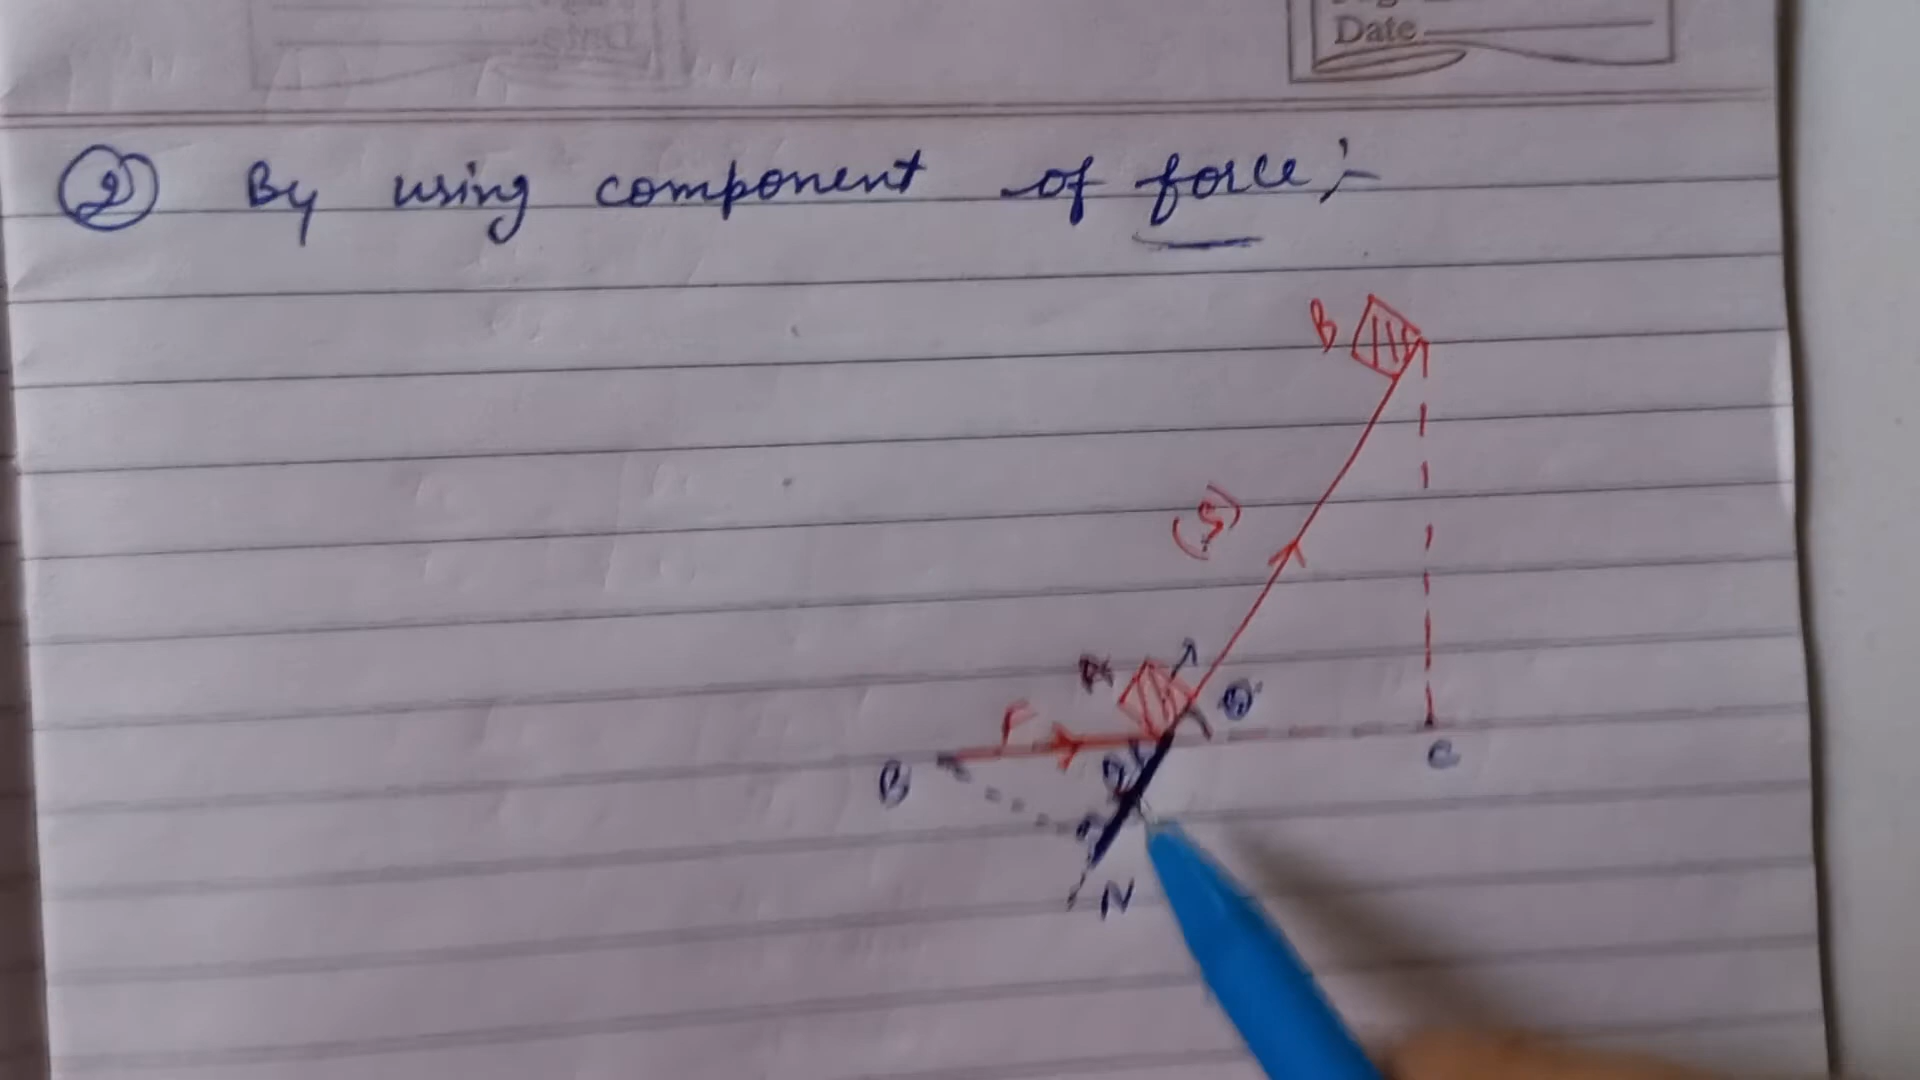 Date
② By using component of force :-
B
(S)
A
θ
F
θ
B
C
N